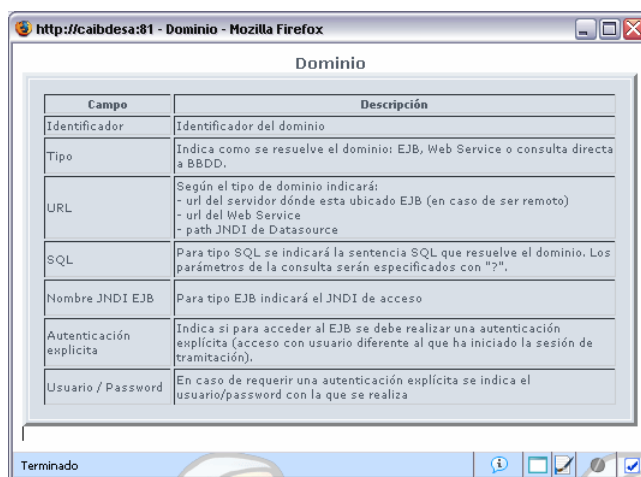 http://caibdesa:81 - Dominio - Mozilla Firefox
Dominio
Campo Descripción
Identificador Identificador del dominio
Tipo Indica como se resuelve el dominio: EJB, Web Service o consulta directa
a BBDD.
URL Según el tipo de dominio indicará:
- url del servidor dónde esta ubicado EJB (en caso de ser remoto)
- url del Web Service
- path JNDI de Datasource
SQL Para tipo SQL se indicará la sentencia SQL que resuelve el dominio. Los
parámetros de la consulta serán especificados con "?".
Nombre JNDI EJB Para tipo EJB indicará el JNDI de acceso
Autenticación
explicita
Indica si para acceder al EJB se debe realizar una autenticación
explícita (acceso con usuario diferente al que ha iniciado la sesión de
tramitación).
Usuario / Password En caso de requerir una autenticación explícita se indica el
usuario/password con la que se realiza
Terminado